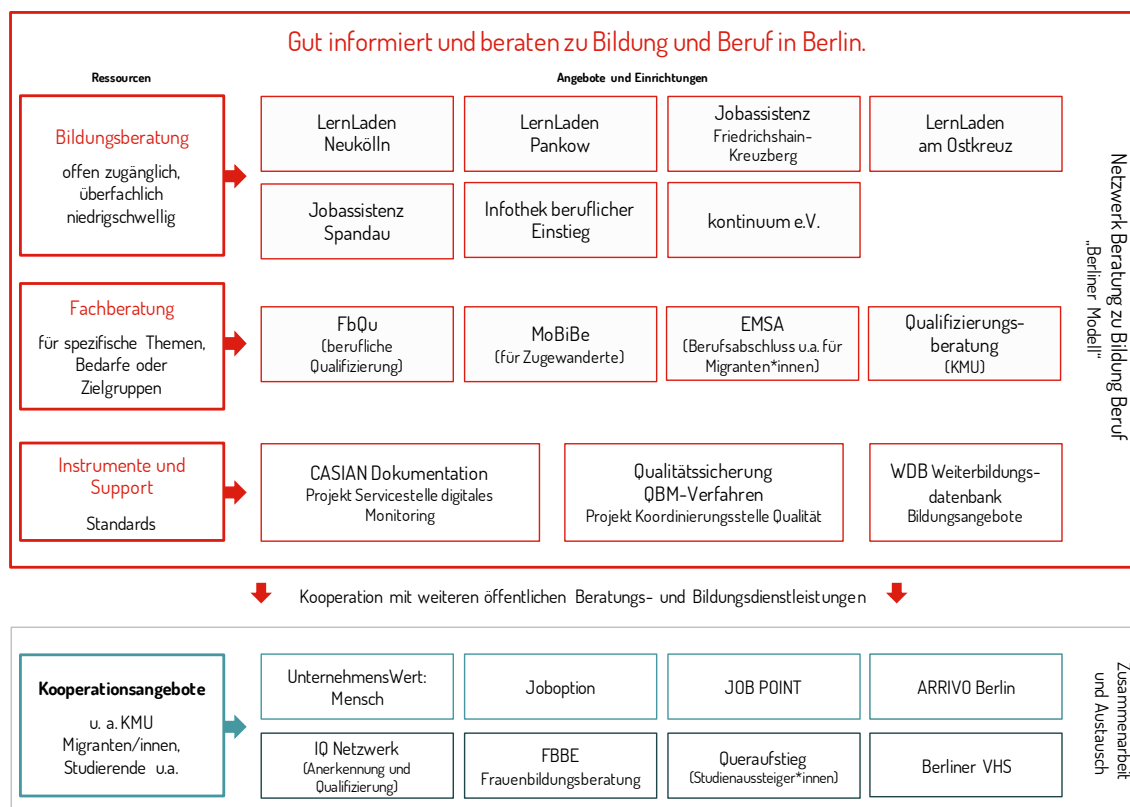 Gut informiert und beraten zu Bildung und Beruf in Berlin.
Ressourcen
Angebote und Einrichtungen
Bildungsberatung
offen zugänglich,
überfachlich
niedrigschwellig
LernLaden
Neukölln
LernLaden
Pankow
Jobassistenz
Friedrichshain-
Kreuzberg
LernLaden
am Ostkreuz
Jobassistenz
Spandau
Infothek beruflicher
Einstieg
kontinuum e.V.
Fachberatung
für spezifische Themen,
Bedarfe oder
Zielgruppen
FbQu
(berufliche
Qualifizierung)
MoBiBe
(für Zugewanderte)
EMSA
(Berufsabschluss u.a. für
Migranten*innen)
Qualifizierungs-
beratung
(KMU)
Instrumente und
Support
Standards
CASIAN Dokumentation
Projekt Servicestelle digitales
Monitoring
Qualitätssicherung
QBM-Verfahren
Projekt Koordinierungsstelle Qualität
WDB Weiterbildungs-
datenbank
Bildungsangebote
Netzwerk Beratung zu Bildung Beruf
„Berliner Modell"
Kooperation mit weiteren öffentlichen Beratungs- und Bildungsdienstleistungen
Kooperationsangebote
u. a. KMU
Migranten/innen,
Studierende u.a.
UnternehmensWert:
Mensch
Joboption
JOB POINT
ARRIVO Berlin
IQ Netzwerk
(Anerkennung und
Qualifizierung)
FBBE
Frauenbildungsberatung
Queraufstieg
(Studienaussteiger*innen)
Berliner VHS
Zusammenarbeit
und Austausch